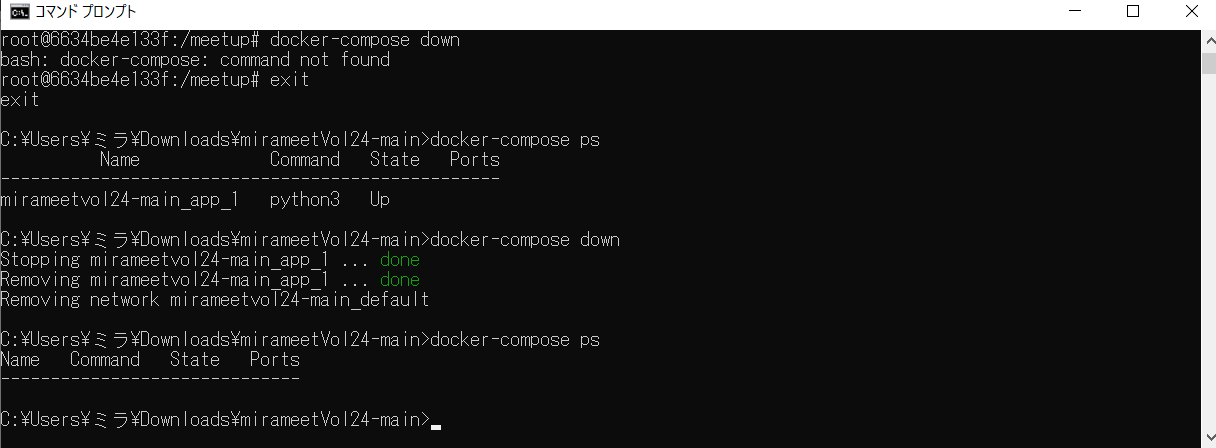 コマンド プロンプト
root@6634be4e133f:/meetup# docker-compose down
bash: docker-compose: command not found
root@6634be4e133f:/meetup# exit
exit
C:¥Users¥ミラ¥Downloads¥mirameetVol24-main>docker-compose ps
Name Command State Ports
--------------------------------------------------
mirameetvol24-main_app_1 python3 Up
C:¥Users¥ミラ¥Downloads¥mirameetVol24-main>docker-compose down
Stopping mirameetvol24-main_app_1 ... done
Removing mirameetvol24-main_app_1 ... done
Removing network mirameetvol24-main_default
C:¥Users¥ミラ¥Downloads¥mirameetVol24-main>docker-compose ps
Name Command State Ports
------------------------------
C:¥Users¥ミラ¥Downloads¥mirameetVol24-main>